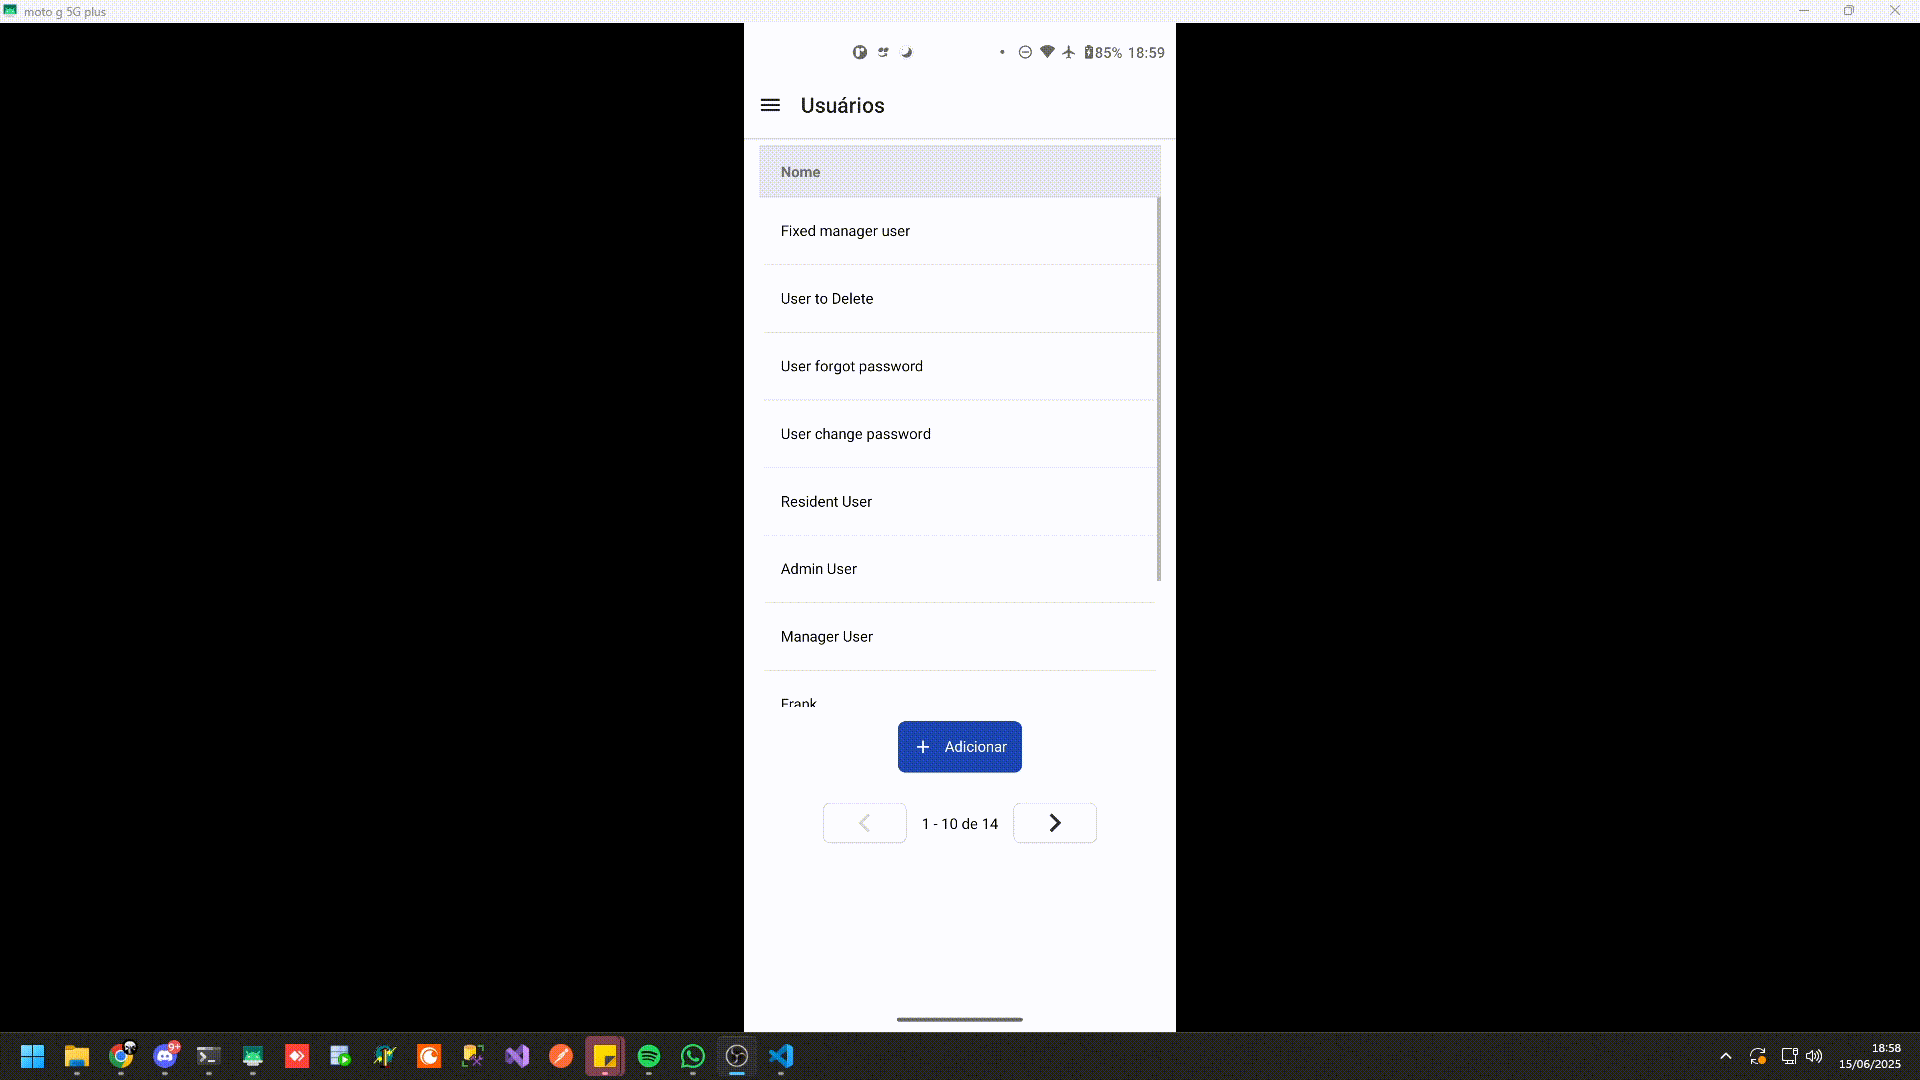 moto g 5G plus
85% 18:59
Usuários
Nome
Fixed manager user
User to Delete
User forgot password
User change password
Resident User
Admin User
Manager User
Frank
+ Adicionar
1 - 10 de 14
9+
18:58
15/06/2025